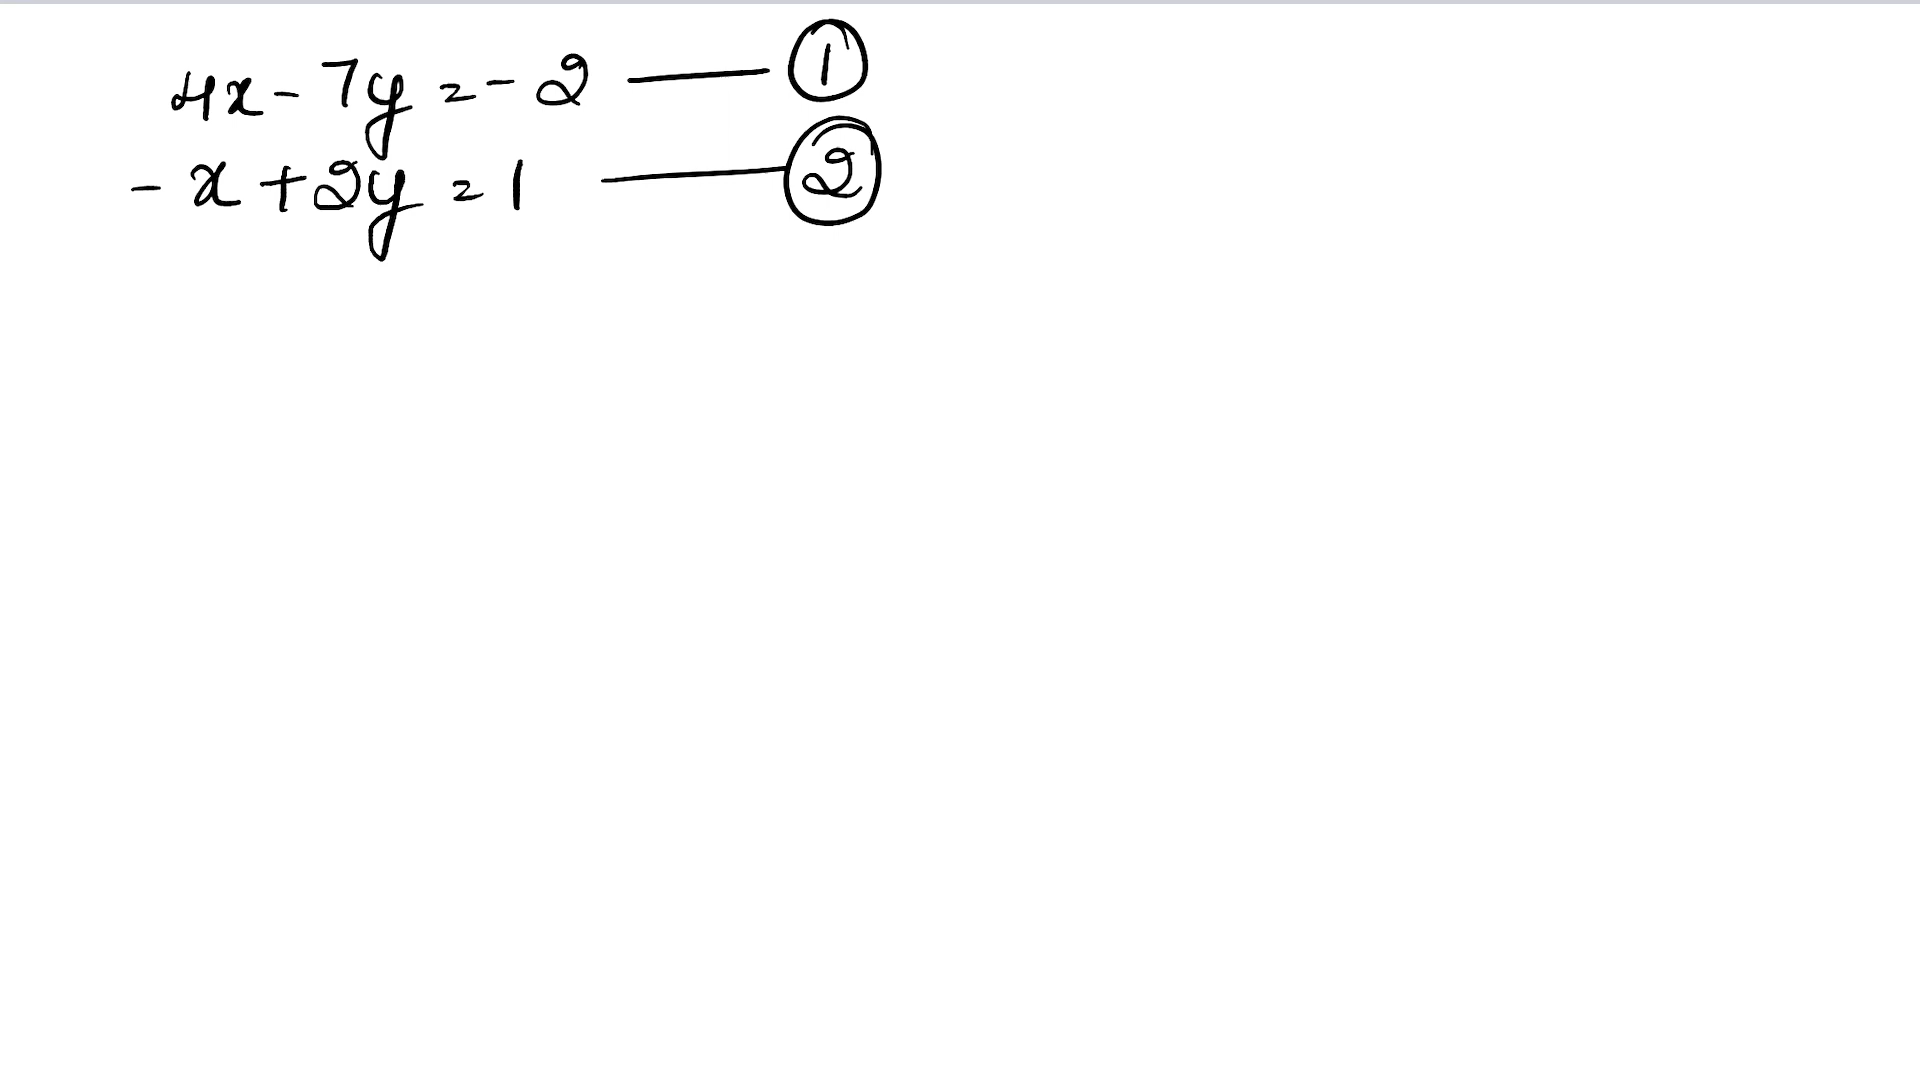 4x - 7y = -2 —— ①
- x + 2y = 1 —— ②